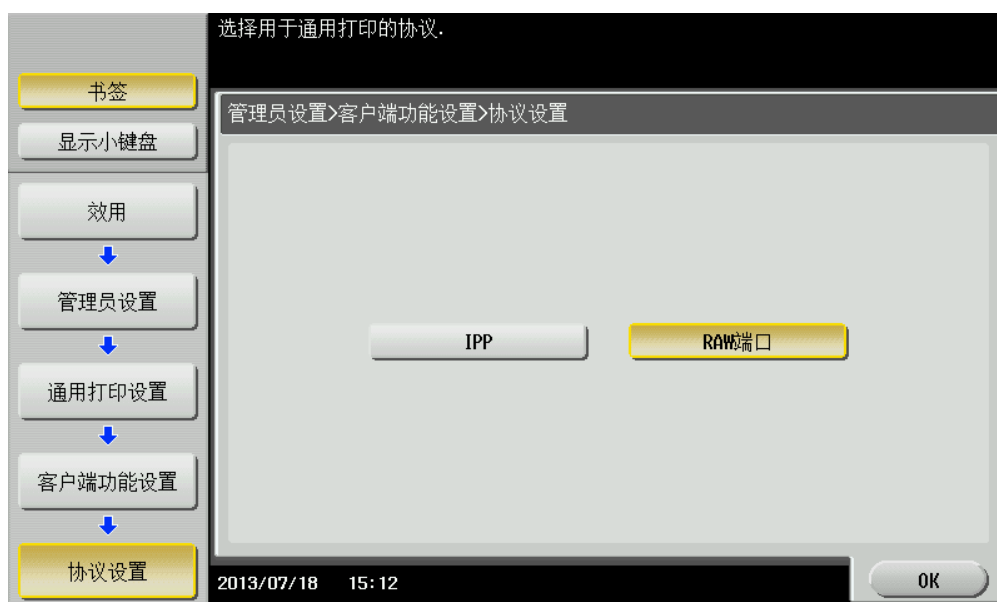 选择用于通用打印的协议.
书签
显示小键盘
管理员设置>客户端功能设置>协议设置
效用
管理员设置
通用打印设置
客户端功能设置
协议设置
IPP
RAW端口
2013/07/18 15:12
OK